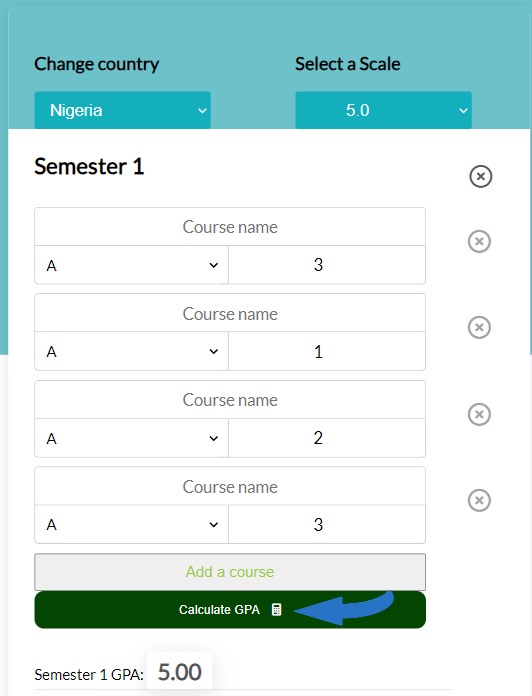 Change country Select a Scale
Nigeria 5.0
Semester 1
Course name
A 3
Course name
A 1
Course name
A 2
Course name
A 3
Add a course
Calculate GPA
Semester 1 GPA: 5.00